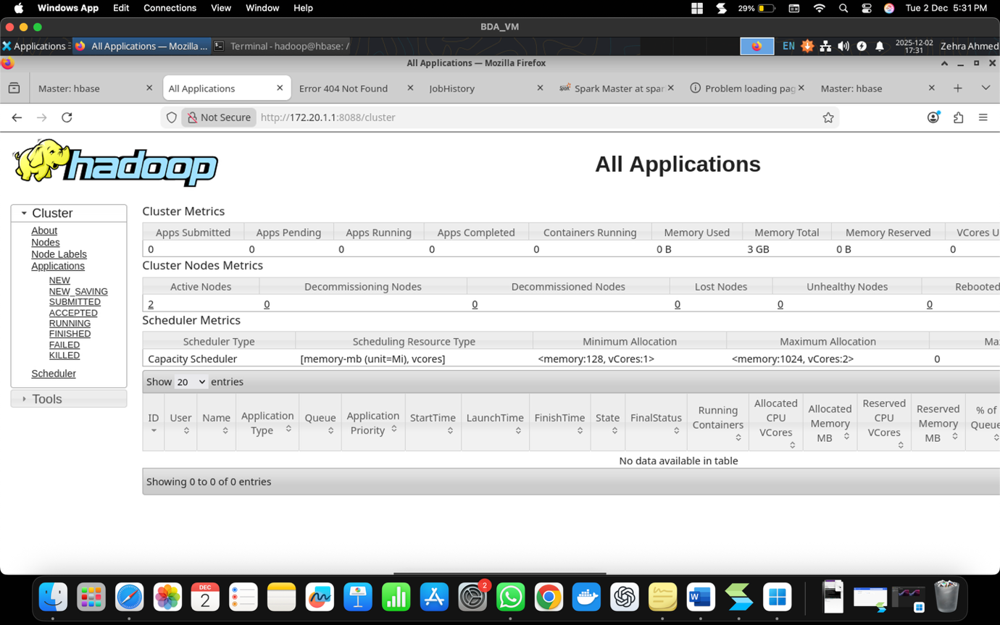 Windows App Edit Connections View Window Help 29% Tue 2 Dec 5:31 PM
BDA_VM
Applications All Applications — Mozilla ... Terminal - hadoop@hbase: / EN 2025-12-02 17:31 Zehra Ahmed
All Applications — Mozilla Firefox
Master: hbase All Applications Error 404 Not Found JobHistory Spark Master at spar Problem loading pag Master: hbase
Not Secure http://172.20.1.1:8088/cluster
hadoop
All Applications
Cluster
About
Nodes
Node Labels
Applications
NEW
NEW_SAVING
SUBMITTED
ACCEPTED
RUNNING
FINISHED
FAILED
KILLED
Scheduler
Tools
Cluster Metrics
Apps Submitted Apps Pending Apps Running Apps Completed Containers Running Memory Used Memory Total Memory Reserved VCores U
0 0 0 0 0 0 B 3 GB 0 B 0
Cluster Nodes Metrics
Active Nodes Decommissioning Nodes Decommissioned Nodes Lost Nodes Unhealthy Nodes Rebooted
2 0 0 0 0 0
Scheduler Metrics
Scheduler Type Scheduling Resource Type Minimum Allocation Maximum Allocation Ma
Capacity Scheduler [memory-mb (unit=Mi), vcores] <memory:128, vCores:1> <memory:1024, vCores:2> 0
Show 20 entries
ID User Name Application Type Queue Application Priority StartTime LaunchTime FinishTime State FinalStatus Running Containers Allocated CPU VCores Allocated Memory MB Reserved CPU VCores Reserved Memory MB % of Queue
No data available in table
Showing 0 to 0 of 0 entries
DEC
2
2